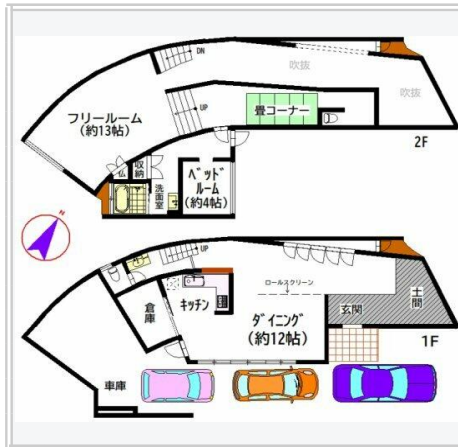 DN
吹抜
吹抜
フリールーム
(約13帖)
UP
畳コーナー
2F
仏
収納
洗面室
ベッド
ルーム
(約4帖)
N
UP
ロールスクリーン
キッチン
倉庫
ダイニング
(約12帖)
玄関
土間
1F
車庫